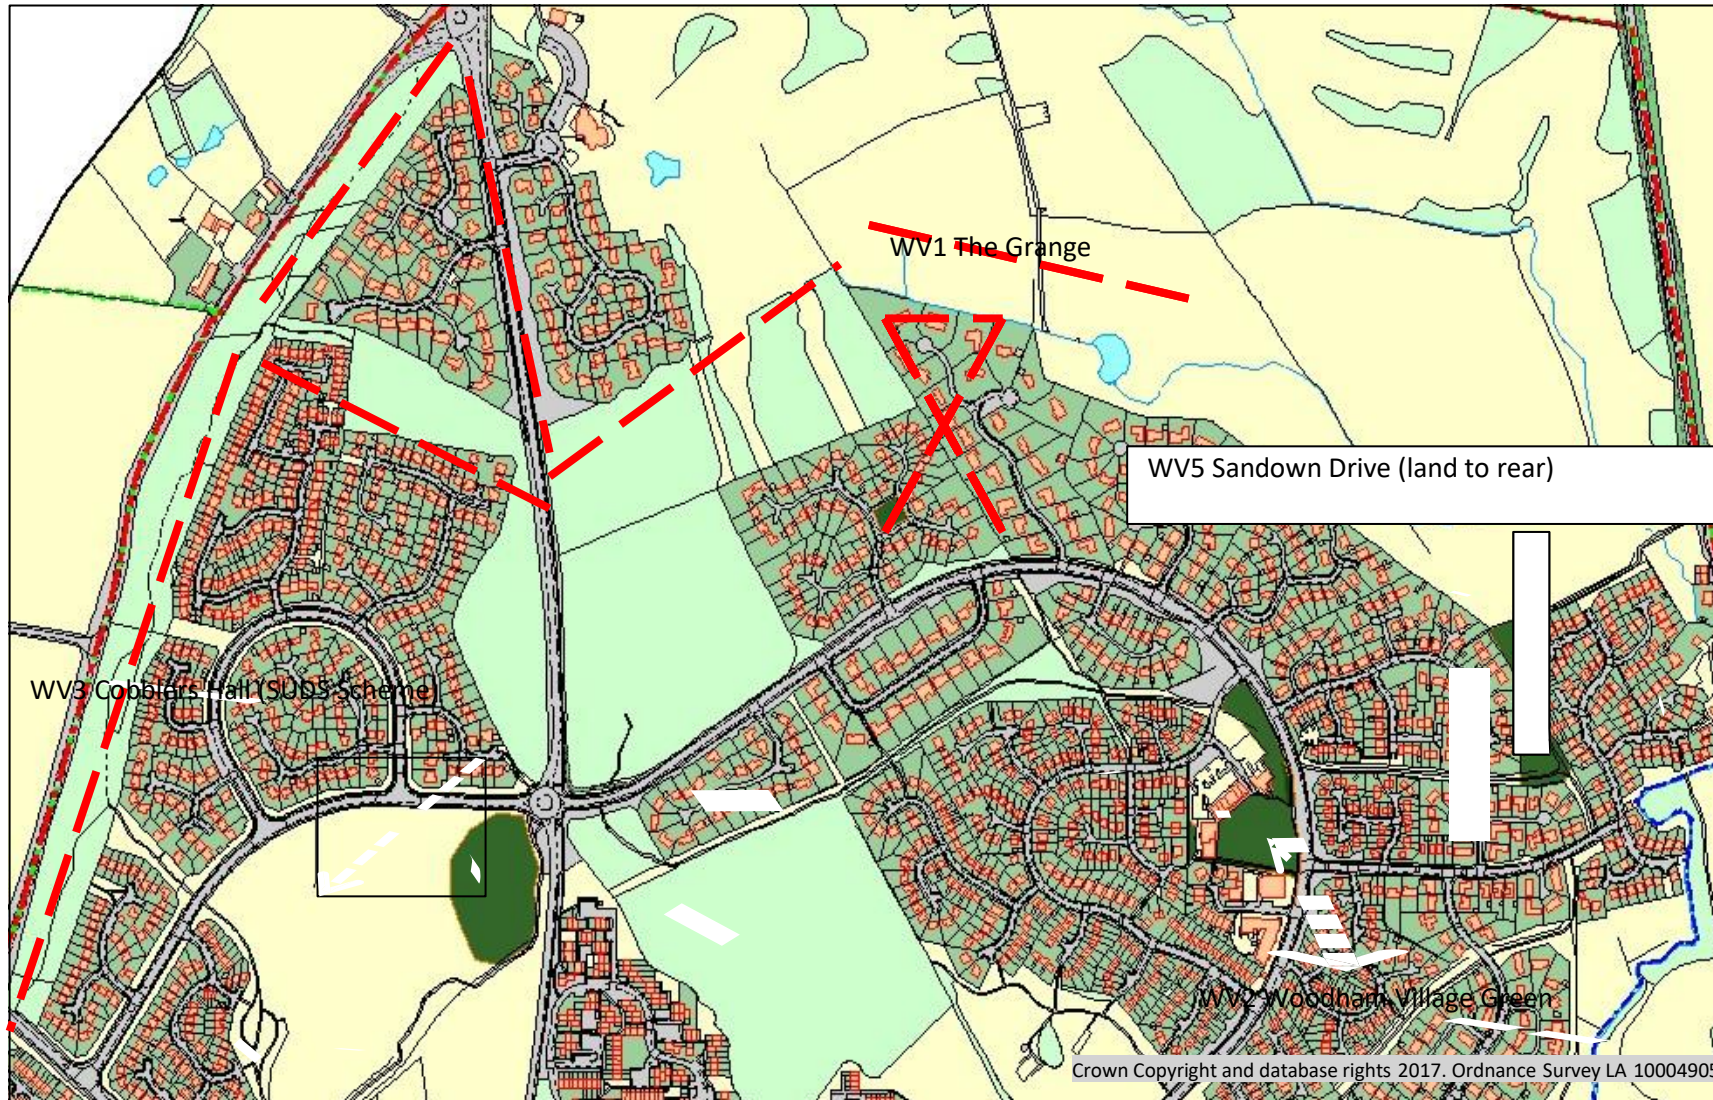 WV1 The Grange
WV5 Sandown Drive (land to rear)
WV3 Cobblers Hall (SUDS Scheme)
WV2 Woodham Village Green
Crown Copyright and database rights 2017. Ordnance Survey LA 10004905